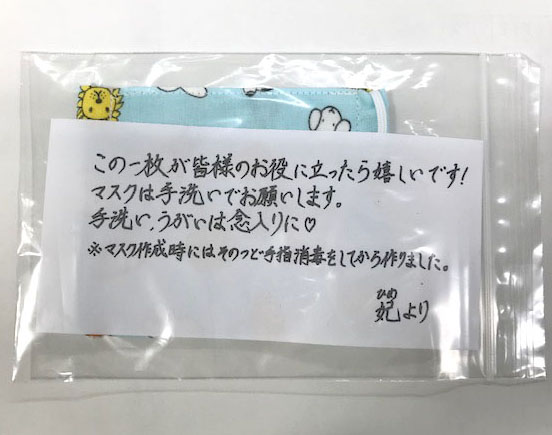 この一枚が皆様のお役に立ったら嬉しいです!
マスクは手洗いでお願いします。
手洗い、うがいは念入りに♡
※マスク作成時にはそのつど手指消毒をしてから作りました。
ひめ
妃より